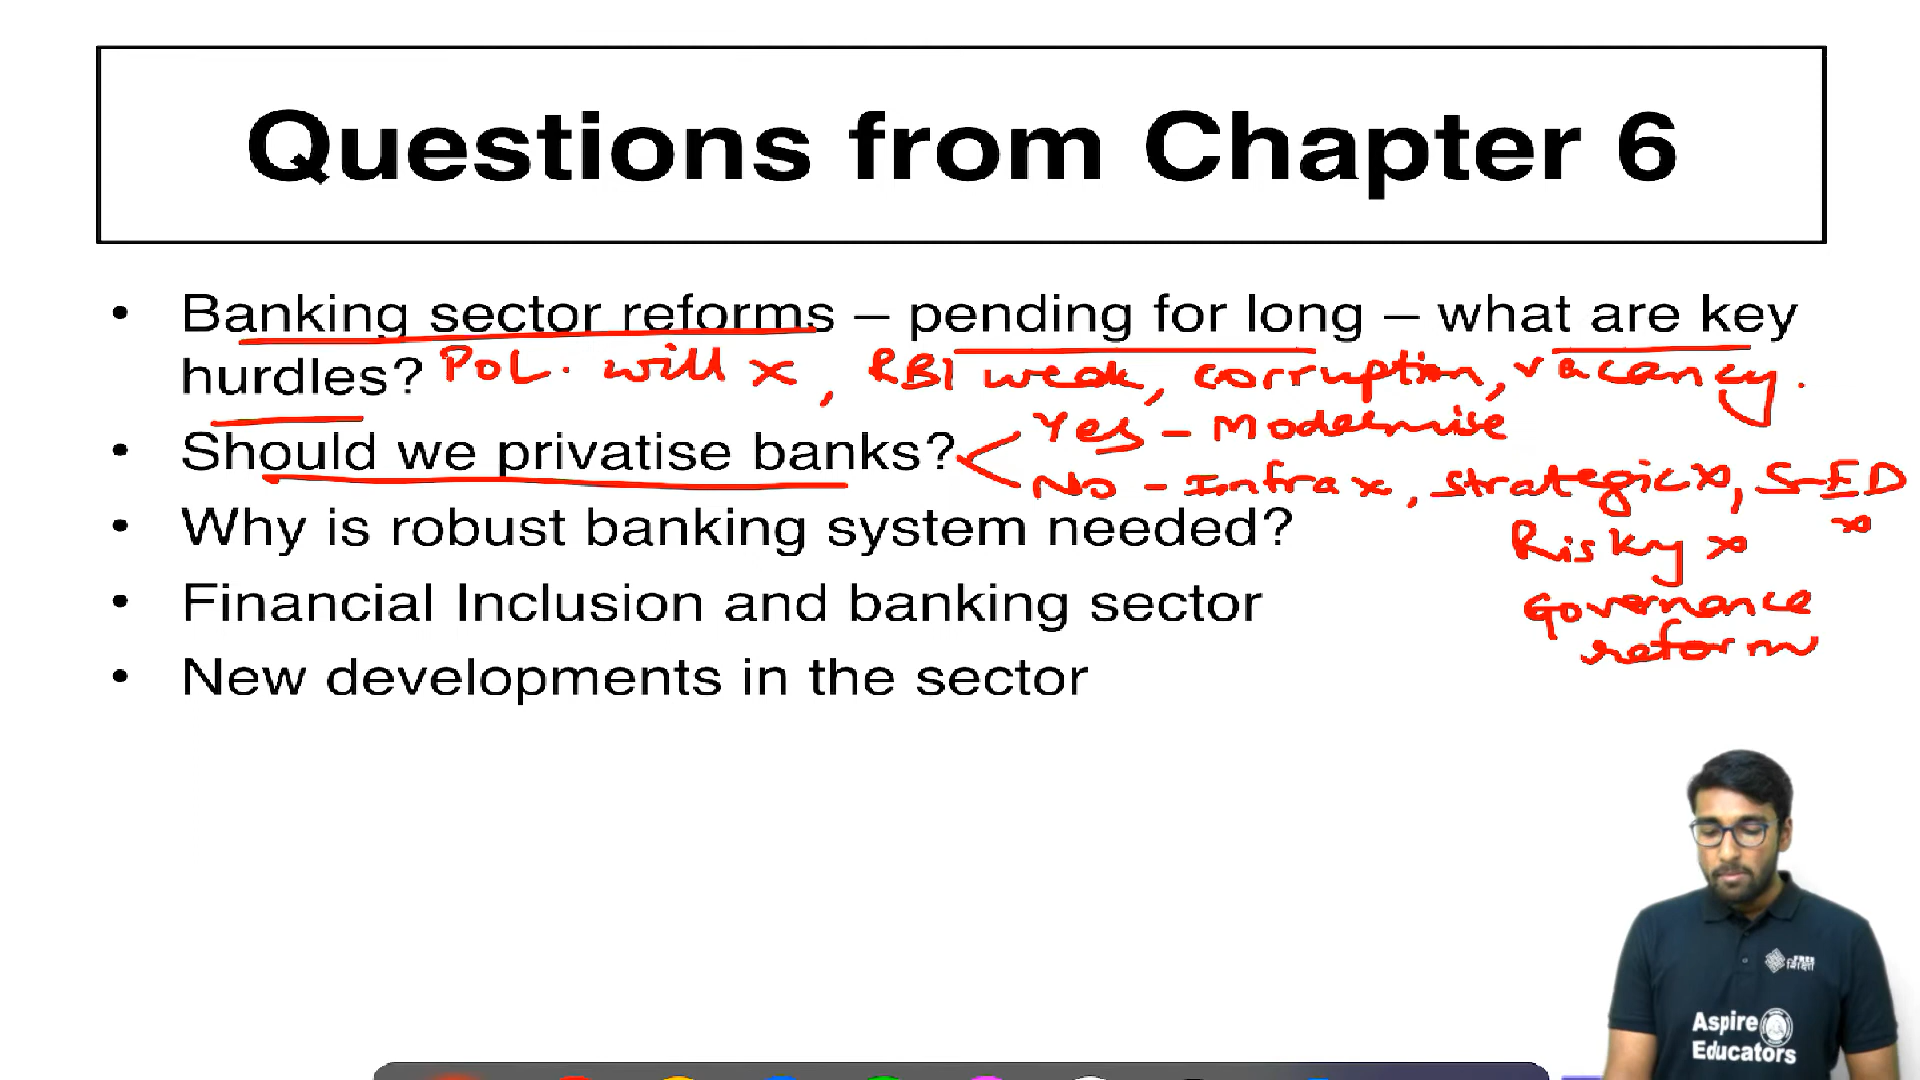 Questions from Chapter 6
• Banking sector reforms – pending for long – what are key
hurdles? Pol. will x, RBI weak, corruption, vacancy.
• Should we privatise banks?
Yes - Modernise
No - Infra x, strategic x, S-ED x
Risky x
Governance
reform
• Why is robust banking system needed?
• Financial Inclusion and banking sector
• New developments in the sector
FREE
Aspire
Educators